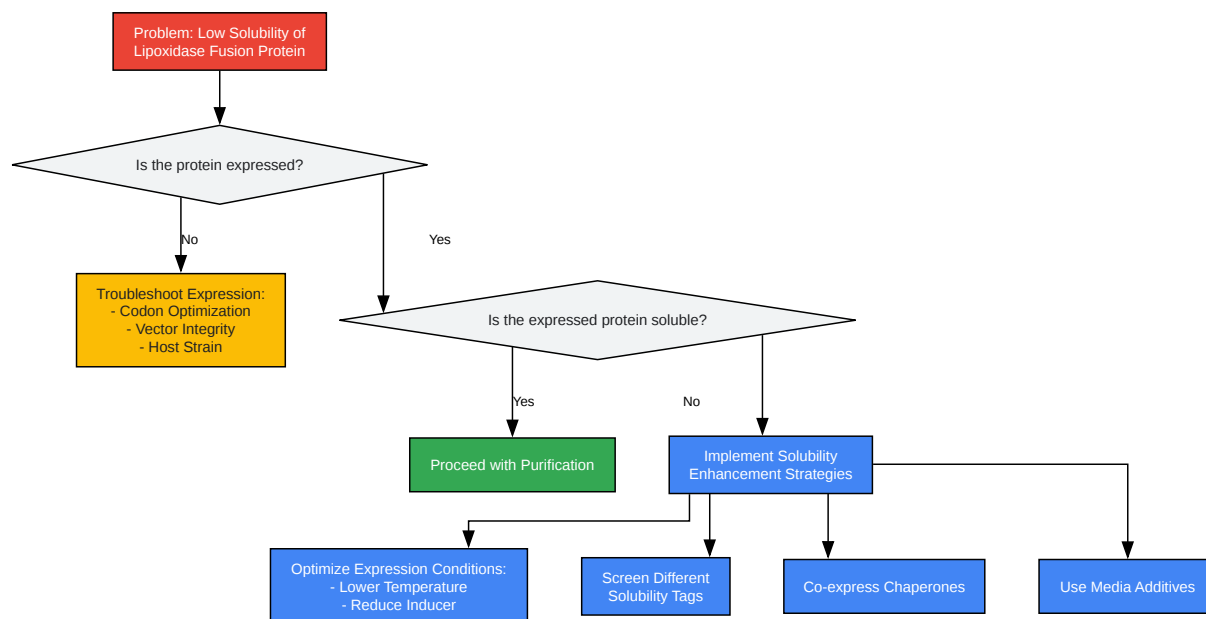 Problem: Low Solubility of
Lipoxidase Fusion Protein
Is the protein expressed?
No
Yes
Troubleshoot Expression:
- Codon Optimization
- Vector Integrity
- Host Strain
Is the expressed protein soluble?
Yes
No
Proceed with Purification
Implement Solubility
Enhancement Strategies
Optimize Expression Conditions:
- Lower Temperature
- Reduce Inducer
Screen Different
Solubility Tags
Co-express Chaperones
Use Media Additives